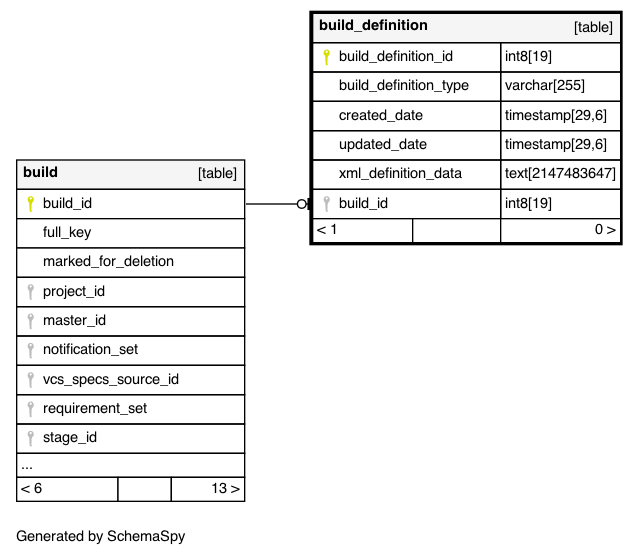 build_definition [table]
build_definition_id int8[19]
build_definition_type varchar[255]
created_date timestamp[29,6]
updated_date timestamp[29,6]
xml_definition_data text[2147483647]
build_id int8[19]
< 1 0 >
build [table]
build_id
full_key
marked_for_deletion
project_id
master_id
notification_set
vcs_specs_source_id
requirement_set
stage_id
...
< 6 13 >
Generated by SchemaSpy